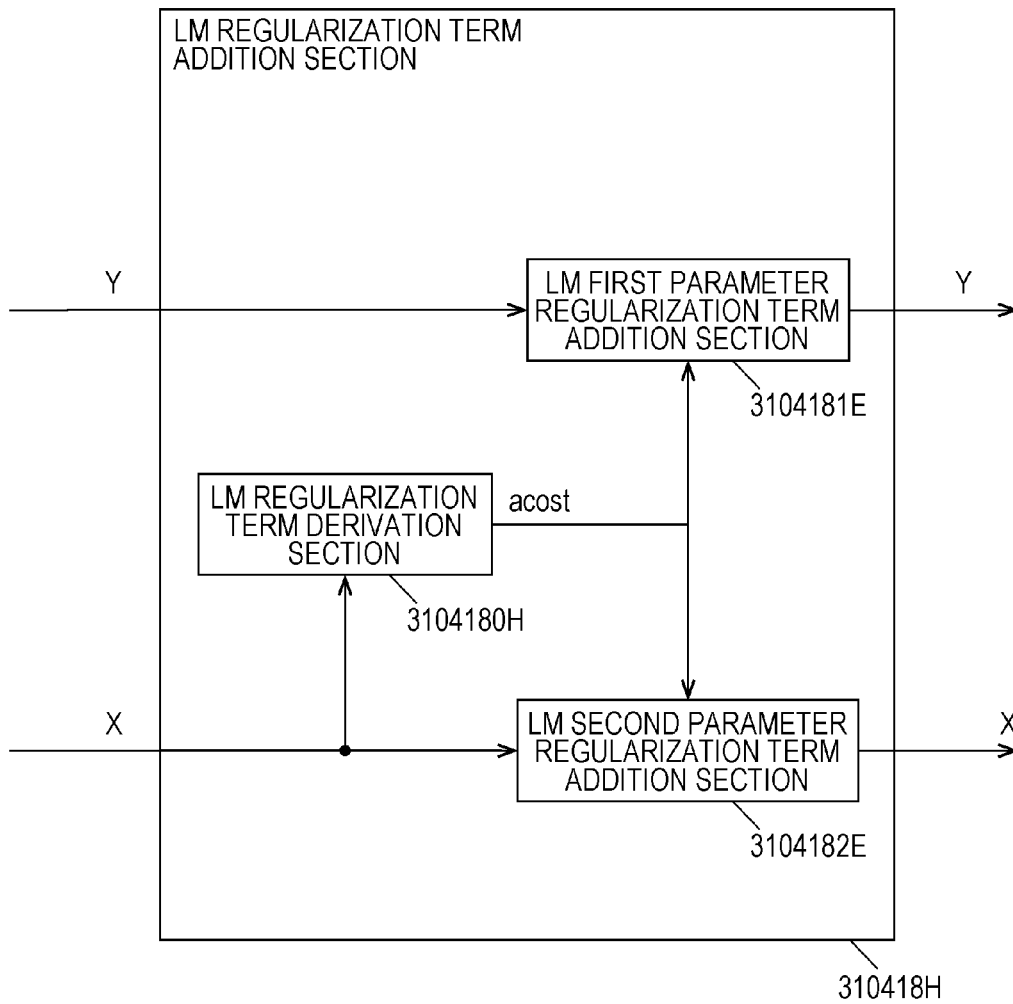 LM REGULARIZATION TERM
ADDITION SECTION
Y
LM FIRST PARAMETER
REGULARIZATION TERM
ADDITION SECTION
Y
3104181E
LM REGULARIZATION
TERM DERIVATION
SECTION
acost
3104180H
X
LM SECOND PARAMETER
REGULARIZATION TERM
ADDITION SECTION
X
3104182E
310418H